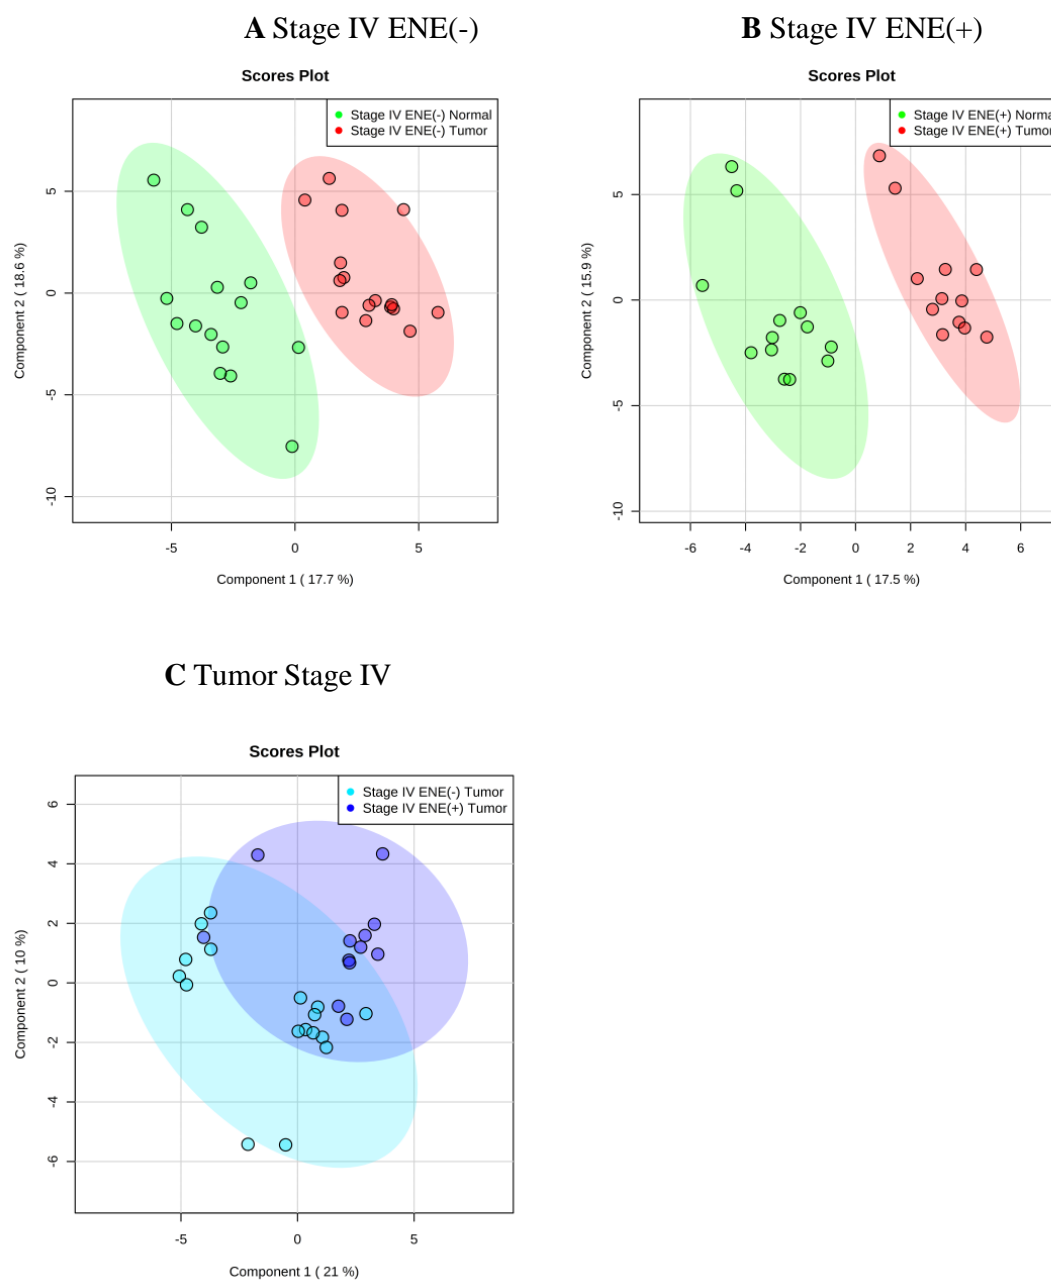 A Stage IV ENE(-)
Scores Plot
Stage IV ENE(-) Normal
Stage IV ENE(-) Tumor
Component 2 ( 18.6 %)
5
0
-5
-10
-5 0 5
Component 1 ( 17.7 %)
B Stage IV ENE(+)
Scores Plot
Stage IV ENE(+) Norma
Stage IV ENE(+) Tumor
Component 2 ( 15.9 %)
5
0
-5
-10
-6 -4 -2 0 2 4 6
Component 1 ( 17.5 %)
C Tumor Stage IV
Scores Plot
Stage IV ENE(-) Tumor
Stage IV ENE(+) Tumor
Component 2 ( 10 %)
6
4
2
0
-2
-4
-6
-5 0 5
Component 1 ( 21 %)